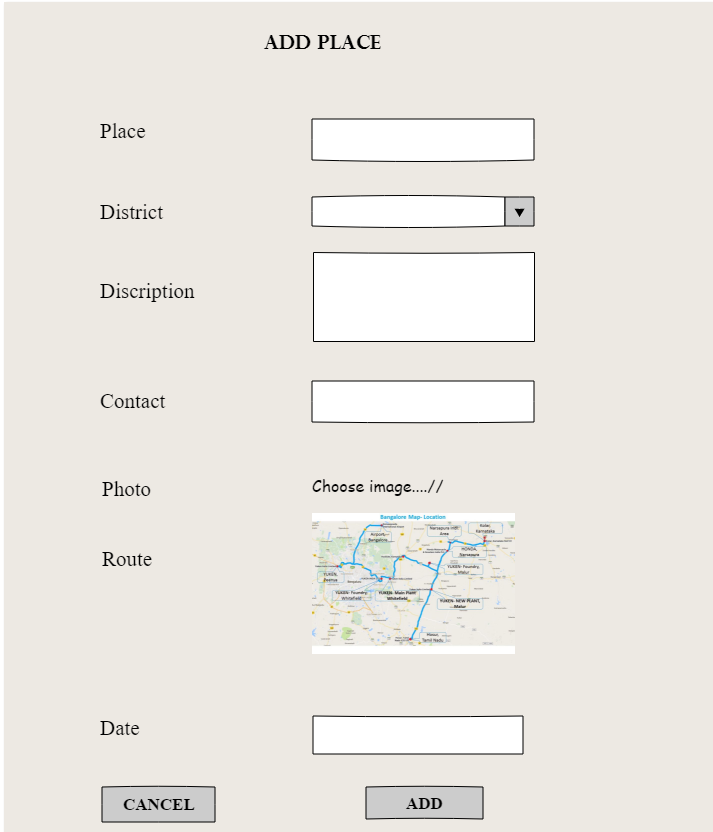 ADD PLACE
Place
District
Discription
Contact
Photo
Choose image....//
Route
Bangalore Map- Location
Airport,
Bangalore
Narsapura Indl
Area
Kolar,
Karnataka
HONDA,
Narsapura
YUKEN,
YUKEN- Foundry,
Malur
YUKEN- Foundry,
Whitefield
YUKEN- Main Plant
Whitefield
YUKEN- NEW PLANT,
Malur
Hosur,
Tamil Nadu
Date
CANCEL
ADD